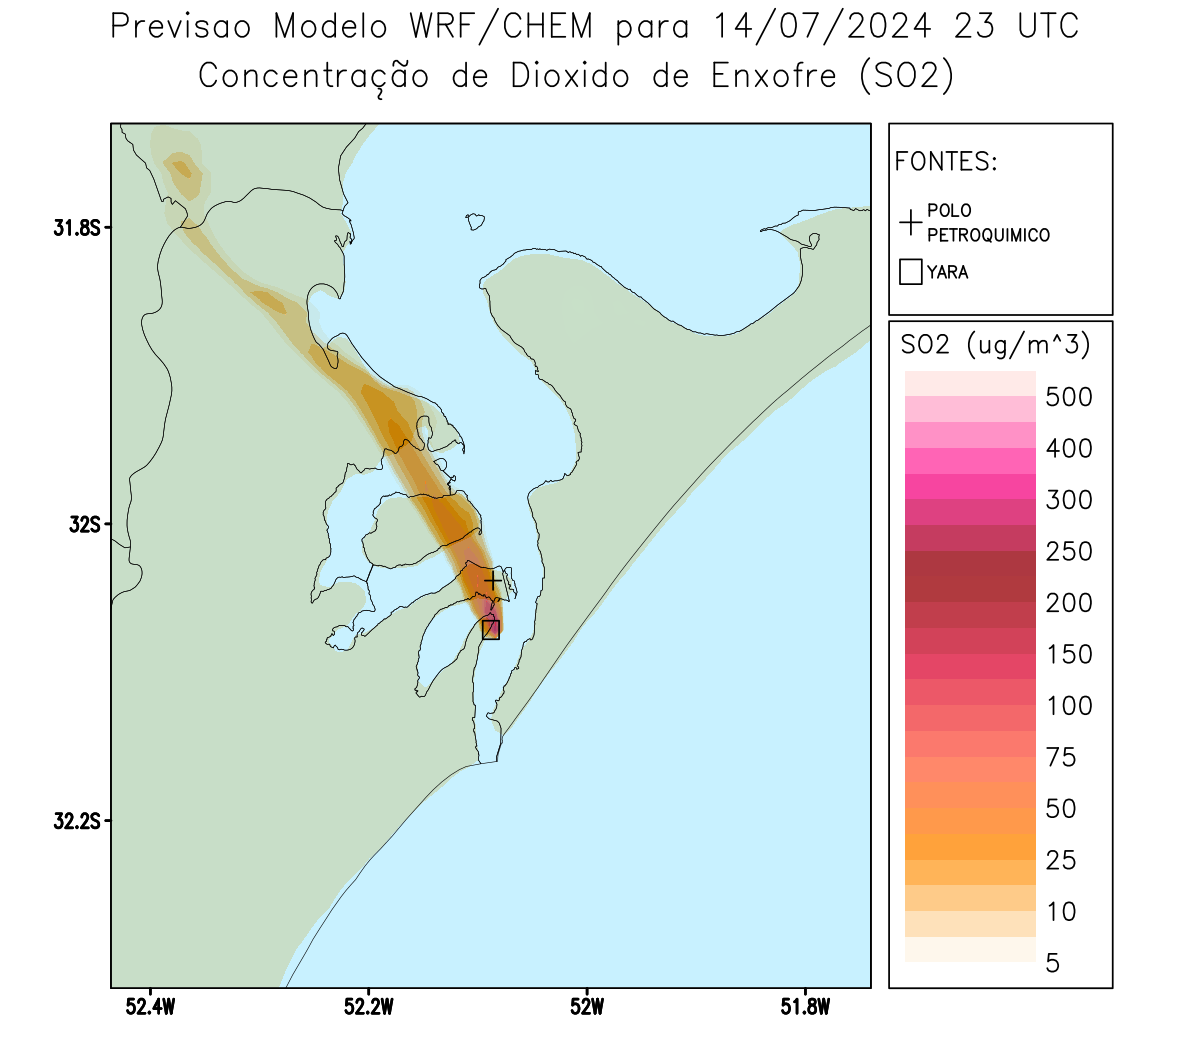 Previsao Modelo WRF/CHEM para 14/07/2024 23 UTC
Concentração de Dioxido de Enxofre (SO2)
FONTES:
POLO
PETROQUIMICO
YARA
31.8S
32S
32.2S
52.4W
52.2W
52W
51.8W
SO2 (ug/m^3)
500
400
300
250
200
150
100
75
50
25
10
5